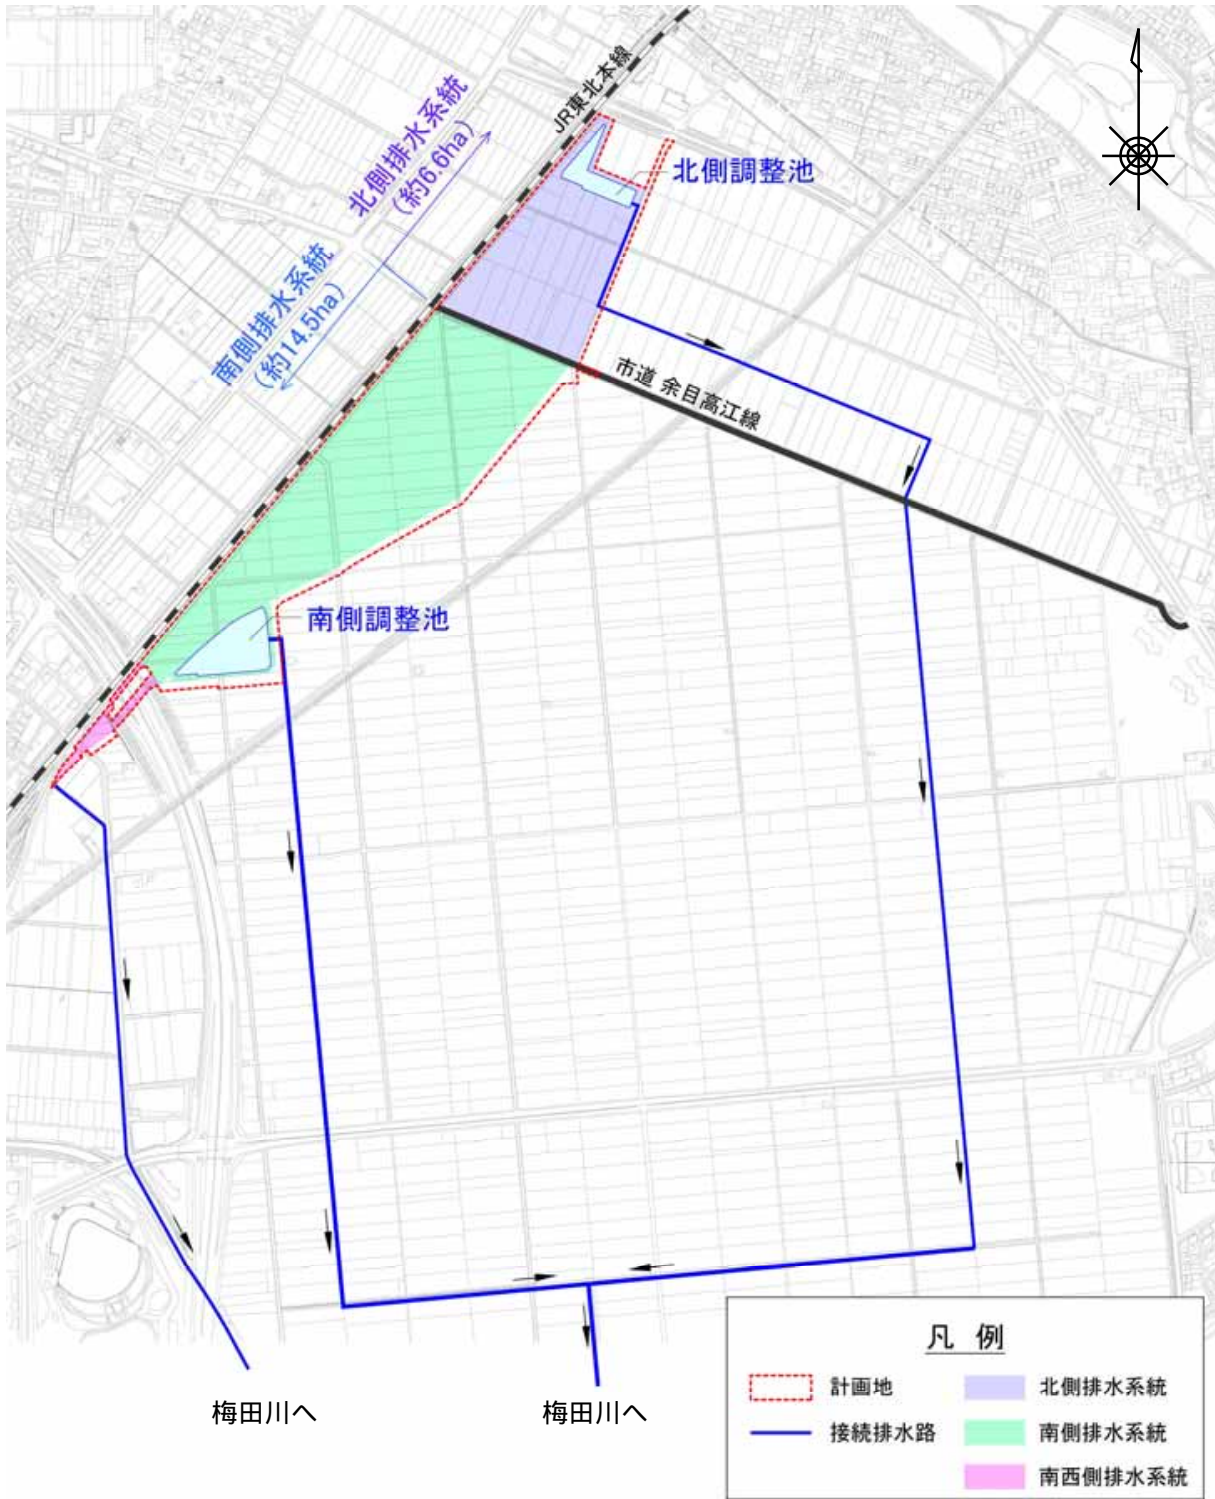 JR東北本線
北側排水系統
(約6.6ha)
北側調整池
南側排水系統
(約14.5ha)
市道 余目高江線
南側調整池
梅田川へ
梅田川へ
凡 例
計画地
北側排水系統
接続排水路
南側排水系統
南西側排水系統